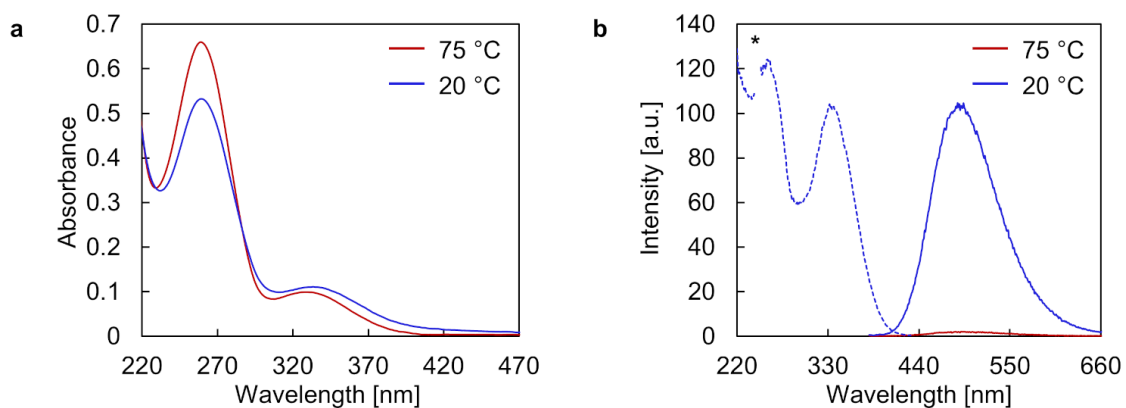 a
0.7
0.6
0.5
0.4
0.3
0.2
0.1
0
Absorbance
220 270 320 370 420 470
Wavelength [nm]
75 °C
20 °C
b
140
120
100
80
60
40
20
0
Intensity [a.u.]
*
220 330 440 550 660
Wavelength [nm]
75 °C
20 °C